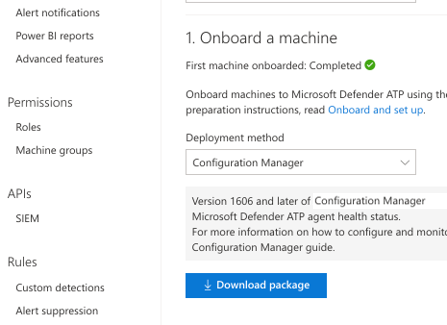 Alert notifications
Power BI reports
Advanced features
Permissions
Roles
Machine groups
APIs
SIEM
Rules
Custom detections
Alert suppression
1. Onboard a machine
First machine onboarded: Completed
Onboard machines to Microsoft Defender ATP using the
preparation instructions, read Onboard and set up.
Deployment method
Configuration Manager
Version 1606 and later of Configuration Manager
Microsoft Defender ATP agent health status.
For more information on how to configure and monito
Configuration Manager guide.
Download package